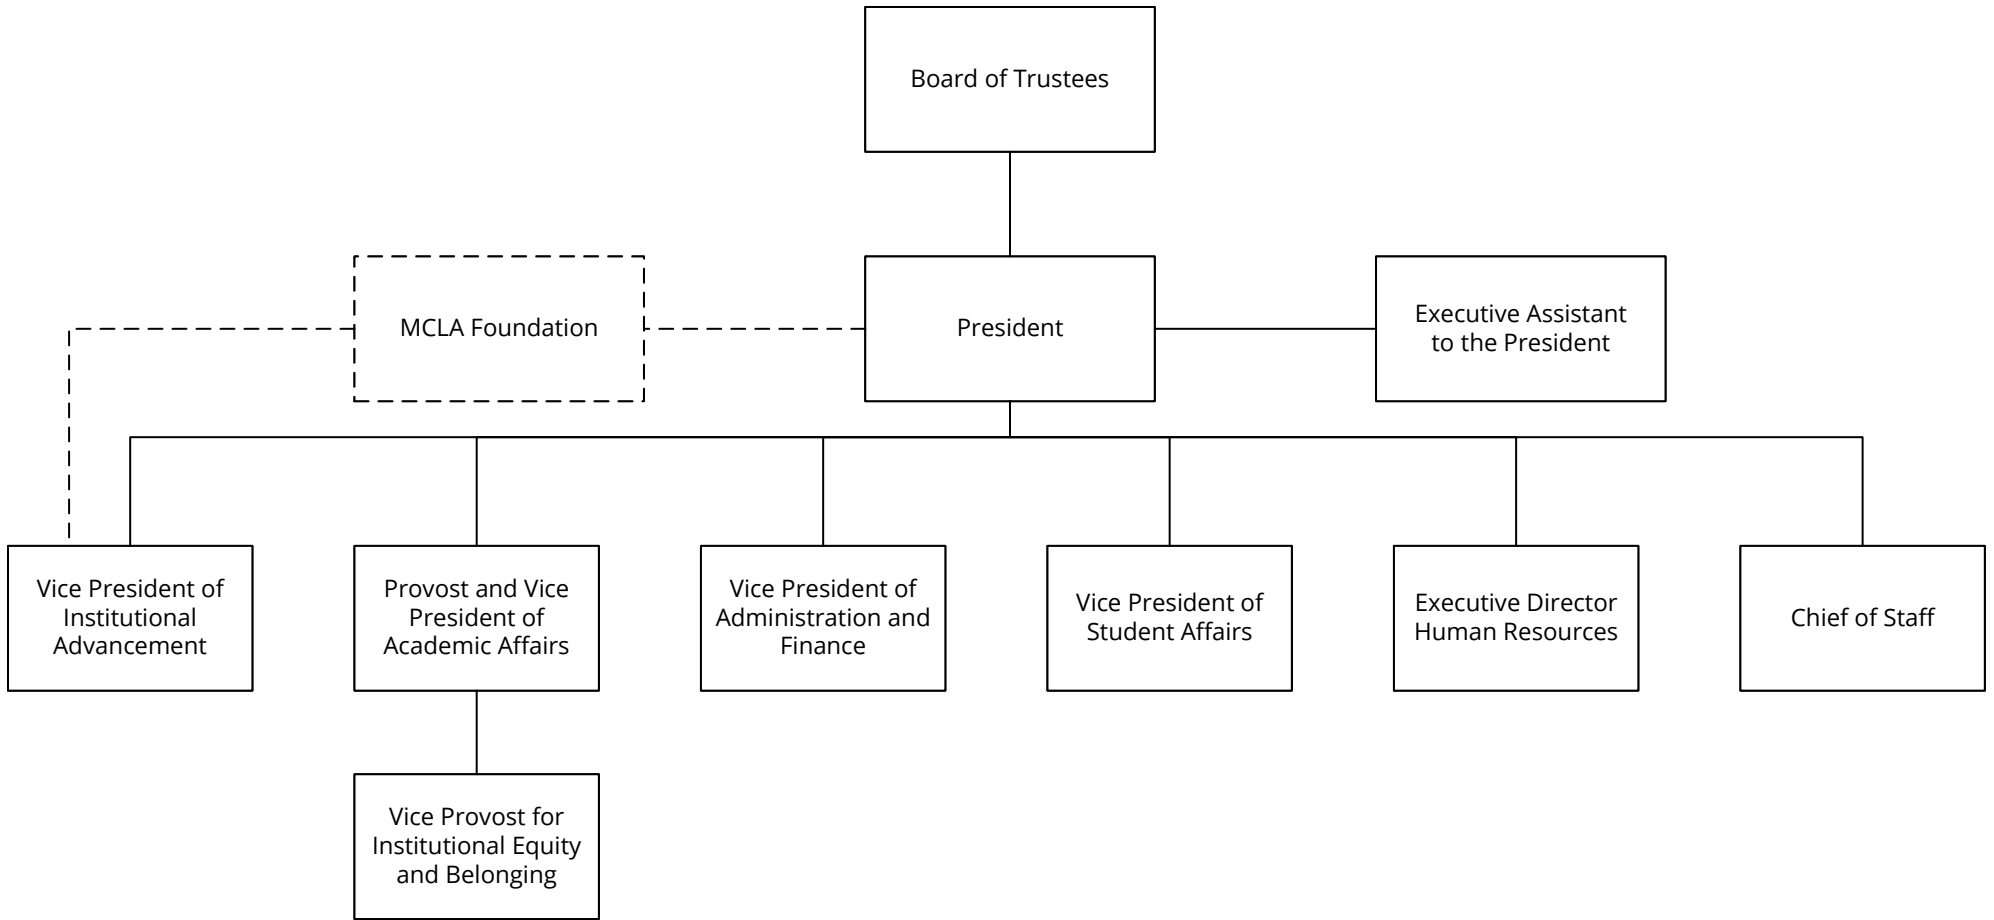 Board of Trustees
MCLA Foundation
President
Executive Assistant
to the President
Vice President of
Institutional
Advancement
Provost and Vice
President of
Academic Affairs
Vice President of
Administration and
Finance
Vice President of
Student Affairs
Executive Director
Human Resources
Chief of Staff
Vice Provost for
Institutional Equity
and Belonging